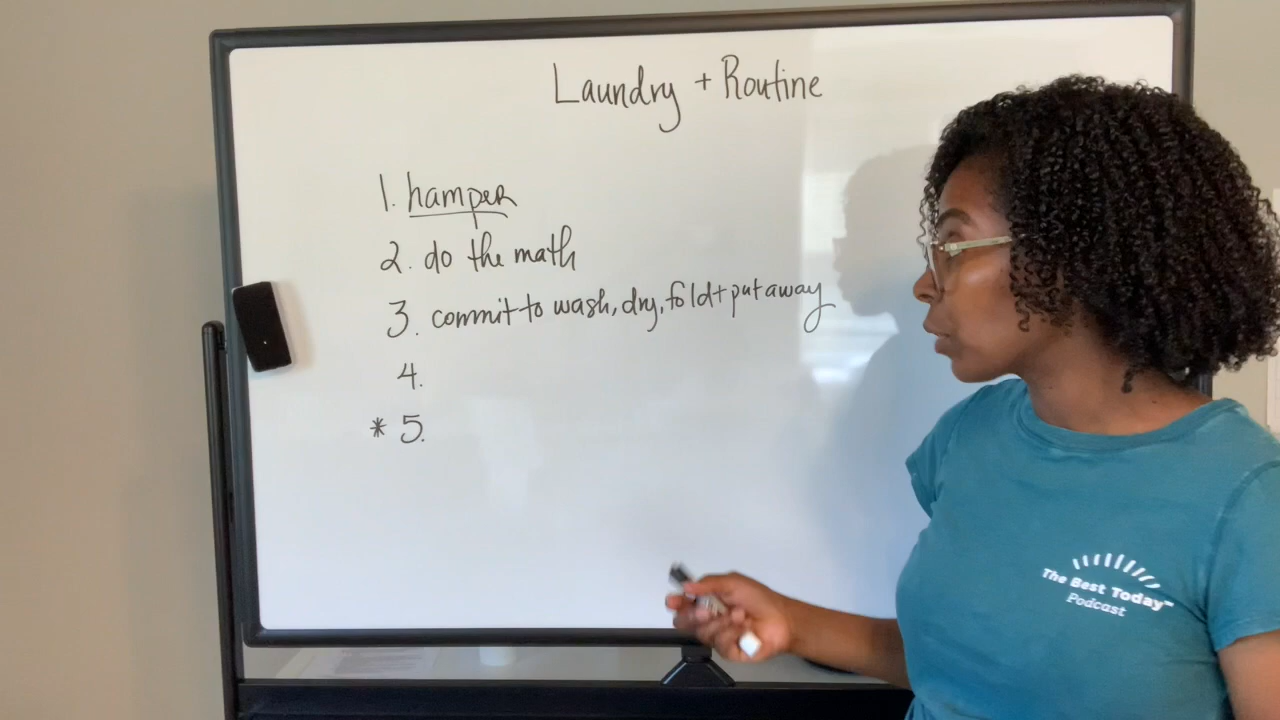 Laundry + Routine
1. hamper
2. do the math
3. commit to wash, dry, fold + put away
4.
* 5.
The Best Today™
Podcast